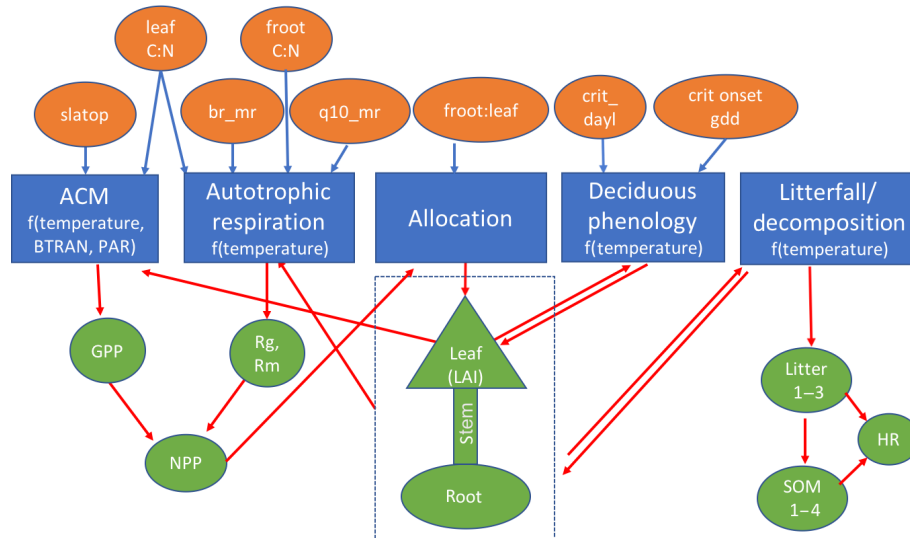 leaf
C:N
froot
C:N
slatop
br_mr
q10_mr
froot:leaf
crit_
dayl
crit onset
gdd
ACM
f(temperature,
BTRAN, PAR)
Autotrophic
respiration
f(temperature)
Allocation
Deciduous
phenology
f(temperature)
Litterfall/
decomposition
f(temperature)
GPP
Rg,
Rm
Leaf
(LAI)
Stem
Root
NPP
Litter
1–3
HR
SOM
1–4